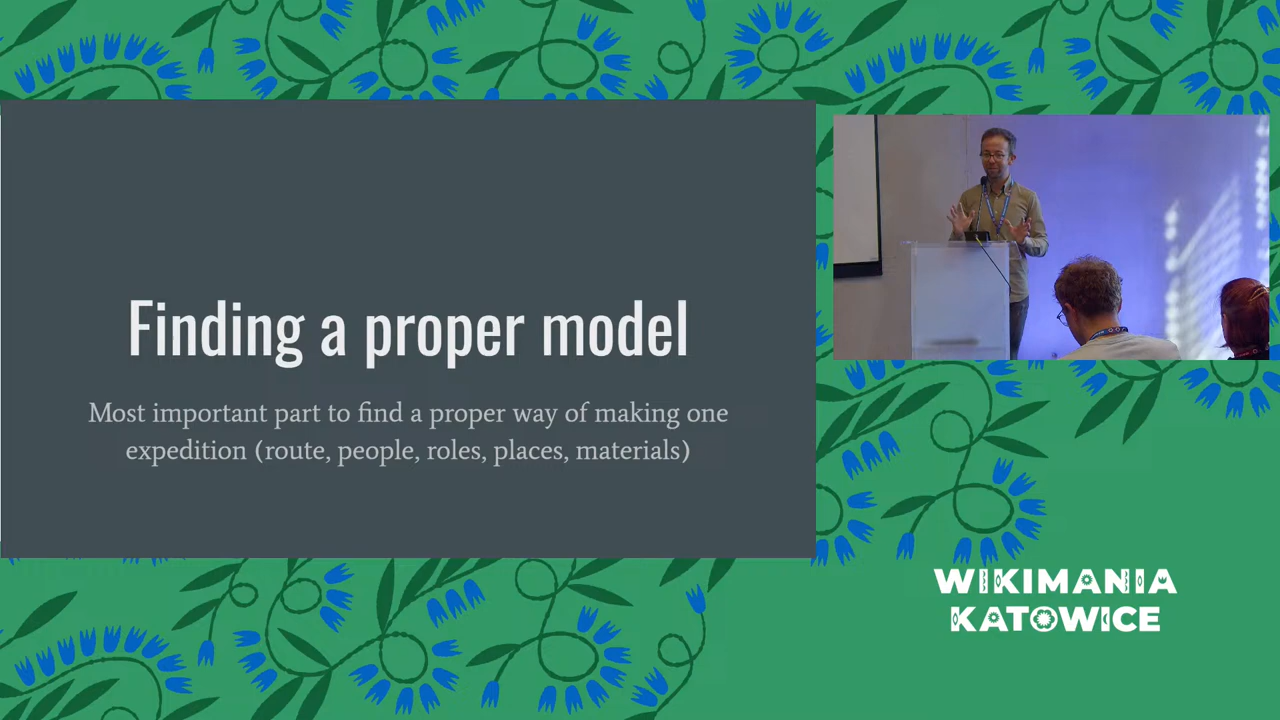 Finding a proper model
Most important part to find a proper way of making one
expedition (route, people, roles, places, materials)
WIKIMANIA
KATOWICE